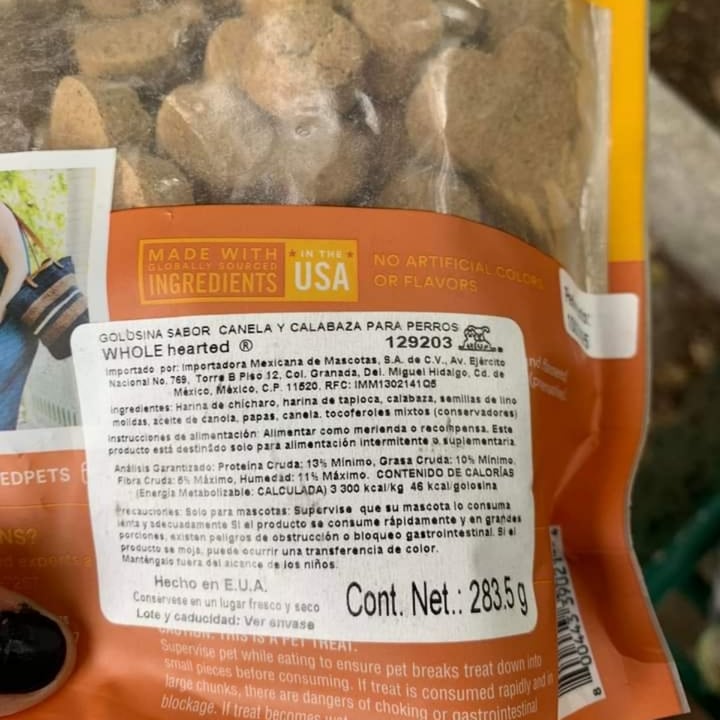 MADE WITH
GLOBALLY SOURCED
INGREDIENTS
IN THE
USA
NO ARTIFICIAL COLORS
OR FLAVORS
GOLOSINA SABOR CANELA Y CALABAZA PARA PERROS
WHOLE hearted ® 129203
Importado por: Importadora Mexicana de Mascotas, S.A. de C.V., Av. Ejército
Nacional No. 769, Torre B Piso 12, Col. Granada, Del. Miguel Hidalgo, Cd. de
México, México, C.P. 11520, RFC: IMM1302141Q6
Ingredientes: Harina de chícharo, harina de tapioca, calabaza, semillas de lino
molidas, aceite de canola, papas, canela, tocoferoles mixtos (conservadores)
Instrucciones de alimentación: Alimentar como merienda o recompensa. Este
producto está destinado solo para alimentación intermitente o suplementaria.
Análisis Garantizado: Proteína Cruda: 13% Mínimo, Grasa Cruda: 10% Mínimo,
Fibra Cruda: 6% Máximo, Humedad: 11% Máximo. CONTENIDO DE CALORÍAS
(Energía Metabolizable: CALCULADA) 3 300 kcal/kg 46 kcal/golosina
Precauciones: Solo para mascotas: Supervise que su mascota lo consuma
lenta y adecuadamente Si el producto se consume rápidamente y en grandes
porciones, existen peligros de obstrucción o bloqueo gastrointestinal. Si el
producto se moja, puede ocurrir una transferencia de color.
Manténgalo fuera del alcance de los niños.
Hecho en E.U.A.
Consérvese en un lugar fresco y seco
Lote y caducidad: Ver envase
Cont. Net.: 283.5 g
EDPETS
NS?
CAUTION: THIS IS A PET TREAT.
Supervise pet while eating to ensure pet breaks treat down into
small pieces before consuming. If treat is consumed rapidly and in
large chunks, there are dangers of choking or gastrointestinal
blockage. If treat becomes wet